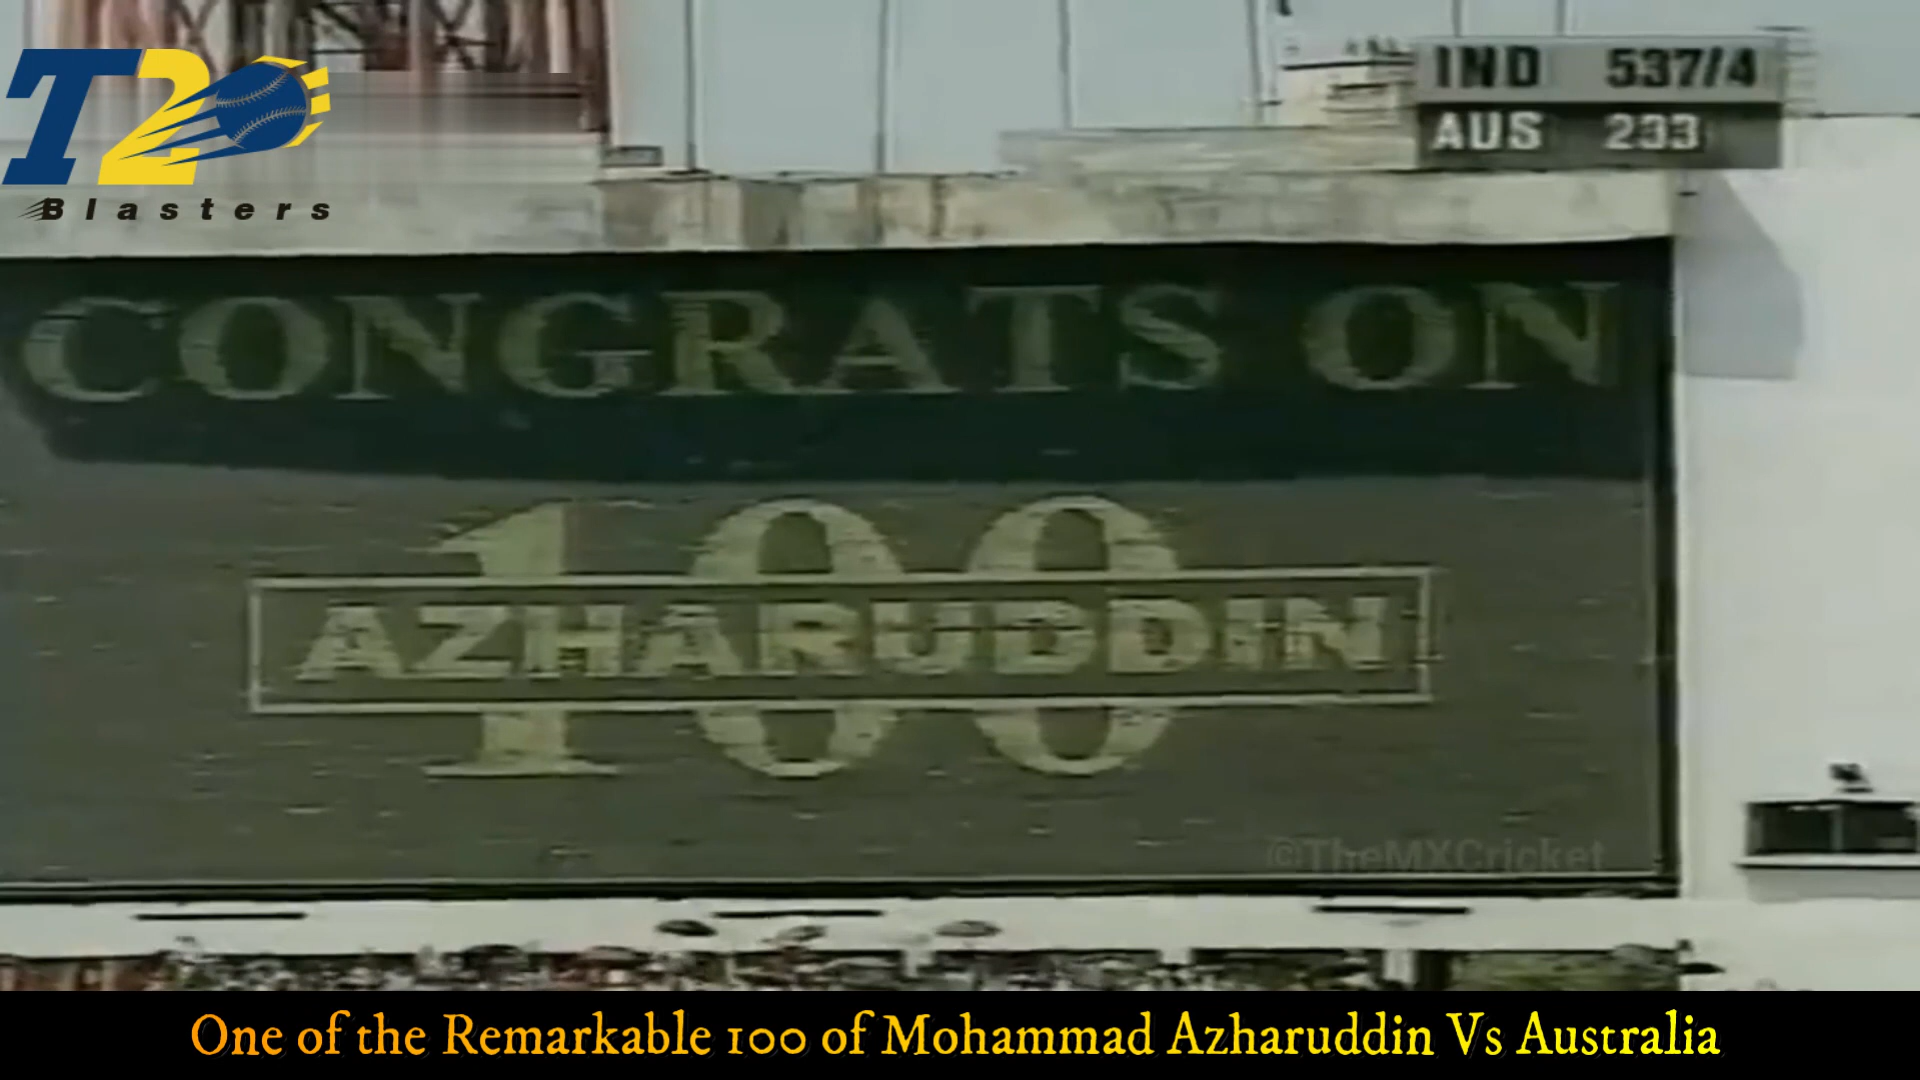 T20
Blasters
IND 537/4
AUS 233
CONGRATS ON
100
AZHARUDDIN
©TheMXCricket
One of the Remarkable 100 of Mohammad Azharuddin Vs Australia